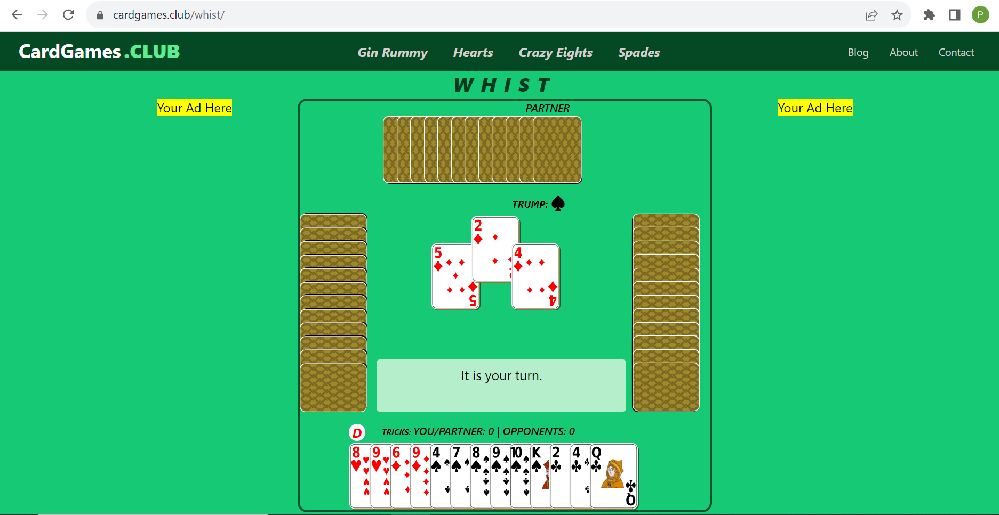 cardgames.club/whist/
P
CardGames.CLUB
Gin Rummy Hearts Crazy Eights Spades
Blog About Contact
WHIST
Your Ad Here
PARTNER
Your Ad Here
TRUMP:
2
5
4
5
4
It is your turn.
D TRICKS: YOU/PARTNER: 0 | OPPONENTS: 0
8 9 6 9 4 7 8 9 10 K 2 4 Q
Q